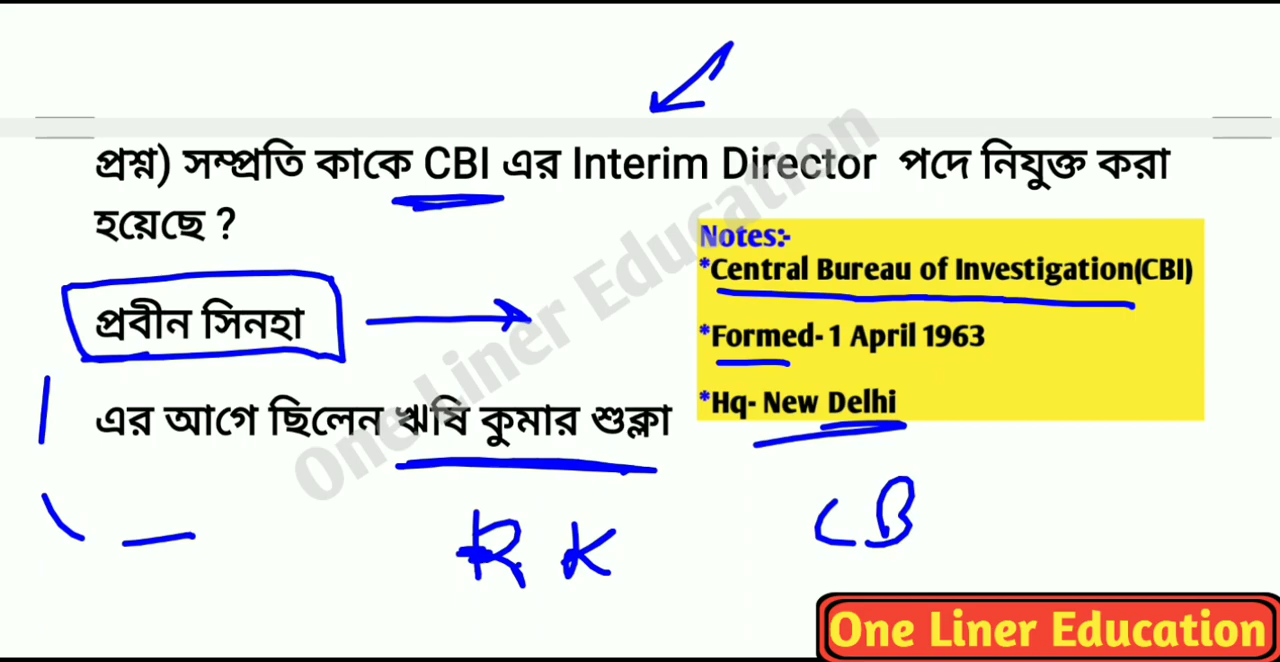 প্রশ্ন) সম্প্রতি কাকে CBI এর Interim Director পদে নিযুক্ত করা
হয়েছে ?
Notes:-
*Central Bureau of Investigation(CBI)
প্রবীন সিনহা
*Formed- 1 April 1963
*Hq- New Delhi
এর আগে ছিলেন ঋষি কুমার শুক্লা
One Liner Education
R K
CB
One Liner Education